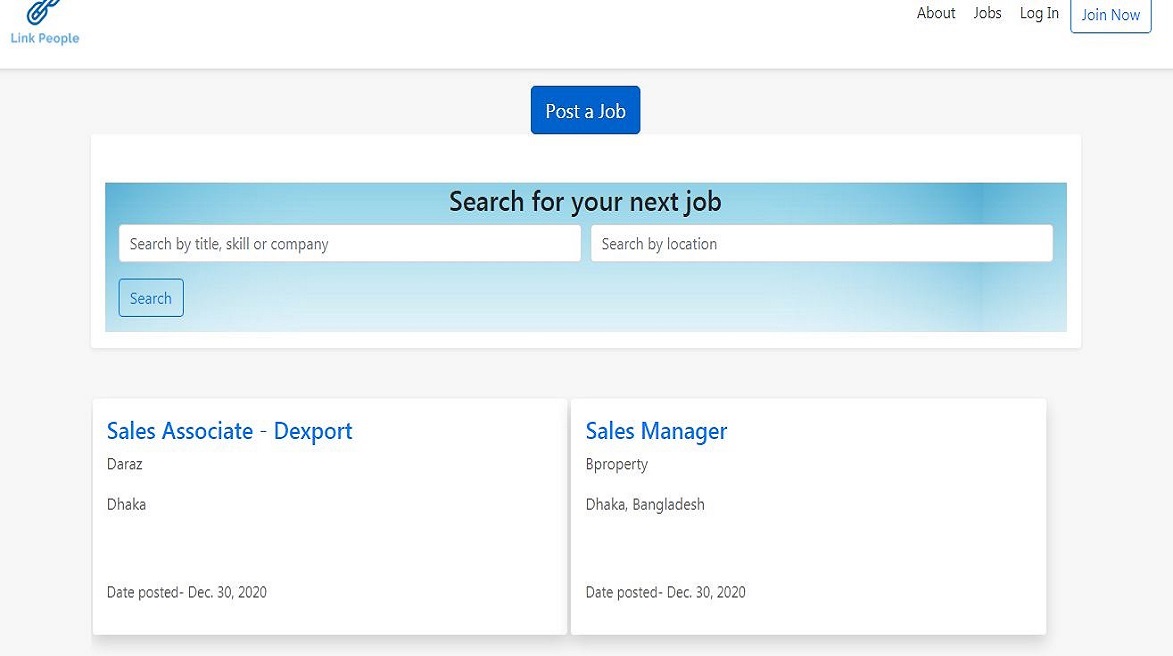 Link People
About Jobs Log In Join Now
Post a Job
Search for your next job
Search by title, skill or company
Search by location
Search
Sales Associate - Dexport
Daraz
Dhaka
Date posted- Dec. 30, 2020
Sales Manager
Bproperty
Dhaka, Bangladesh
Date posted- Dec. 30, 2020